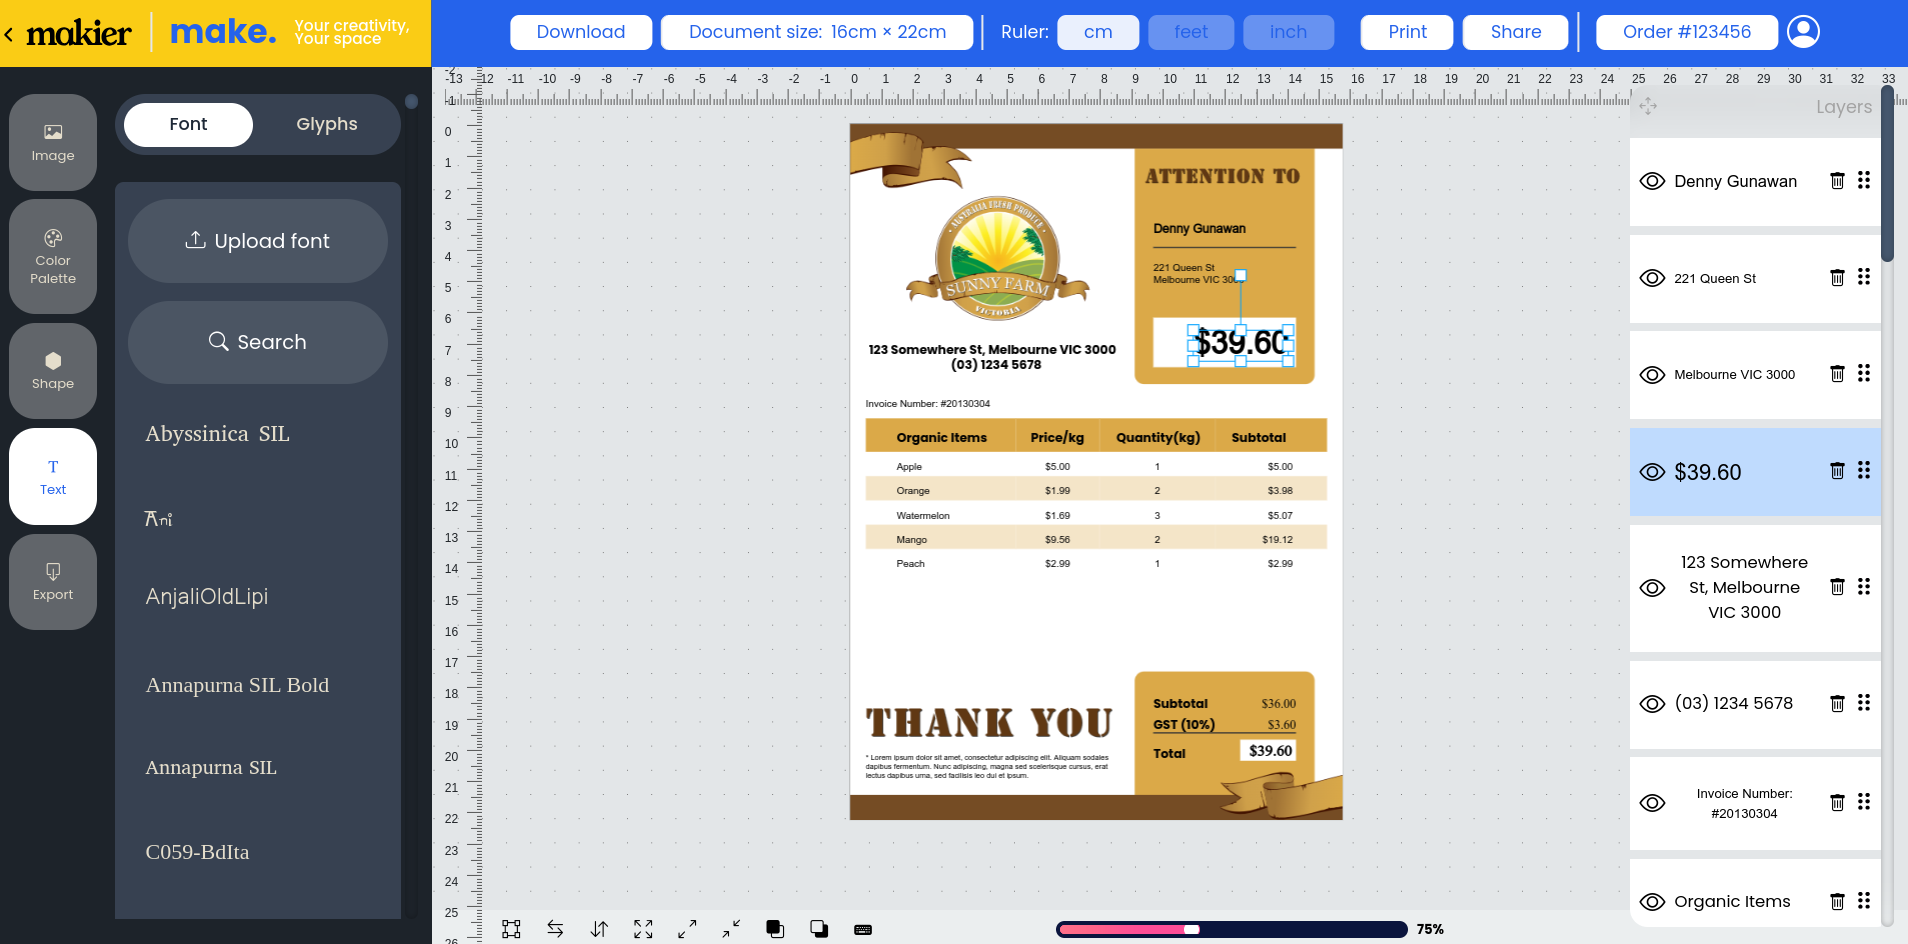 makier
make.
Your creativity,
Your space
Download
Document size: 16cm × 22cm
Ruler:
cm
feet
inch
Print
Share
Order #123456
Image
Color
Palette
Shape
T
Text
Export
Font
Glyphs
Upload font
Search
Abyssinica SIL
AnjaliOldLipi
Annapurna SIL Bold
Annapurna SIL
C059-BdIta
-13 12 -11 -10 -9 -8 -7 -6 -5 -4 -3 -2 -1 0 1 2 3 4 5 6 7 8 9 10 11 12 13 14 15 16 17 18 19 20 21 22 23 24 25 26 27 28 29 30 31 32 33
-2
-1
0
1
2
3
4
5
6
7
8
9
10
11
12
13
14
15
16
17
18
19
20
21
22
23
24
25
26
AUSTRALIA FRESH PRODUCE
SUNNY FARM
VICTORIA
123 Somewhere St, Melbourne VIC 3000
(03) 1234 5678
ATTENTION TO
Denny Gunawan
221 Queen St
Melbourne VIC 3000
$39.60
Invoice Number: #20130304
Organic Items Price/kg Quantity(kg) Subtotal
Apple $5.00 1 $5.00
Orange $1.99 2 $3.98
Watermelon $1.69 3 $5.07
Mango $9.56 2 $19.12
Peach $2.99 1 $2.99
THANK YOU
* Lorem ipsum dolor sit amet, consectetur adipiscing elit. Aliquam sodales
dapibus fermentum. Nunc adipiscing, magna sed scelerisque cursus, erat
lectus dapibus urna, sed facilisis leo dui et ipsum.
Subtotal $36.00
GST (10%) $3.60
Total $39.60
75%
Layers
Denny Gunawan
221 Queen St
Melbourne VIC 3000
$39.60
123 Somewhere
St, Melbourne
VIC 3000
(03) 1234 5678
Invoice Number:
#20130304
Organic Items